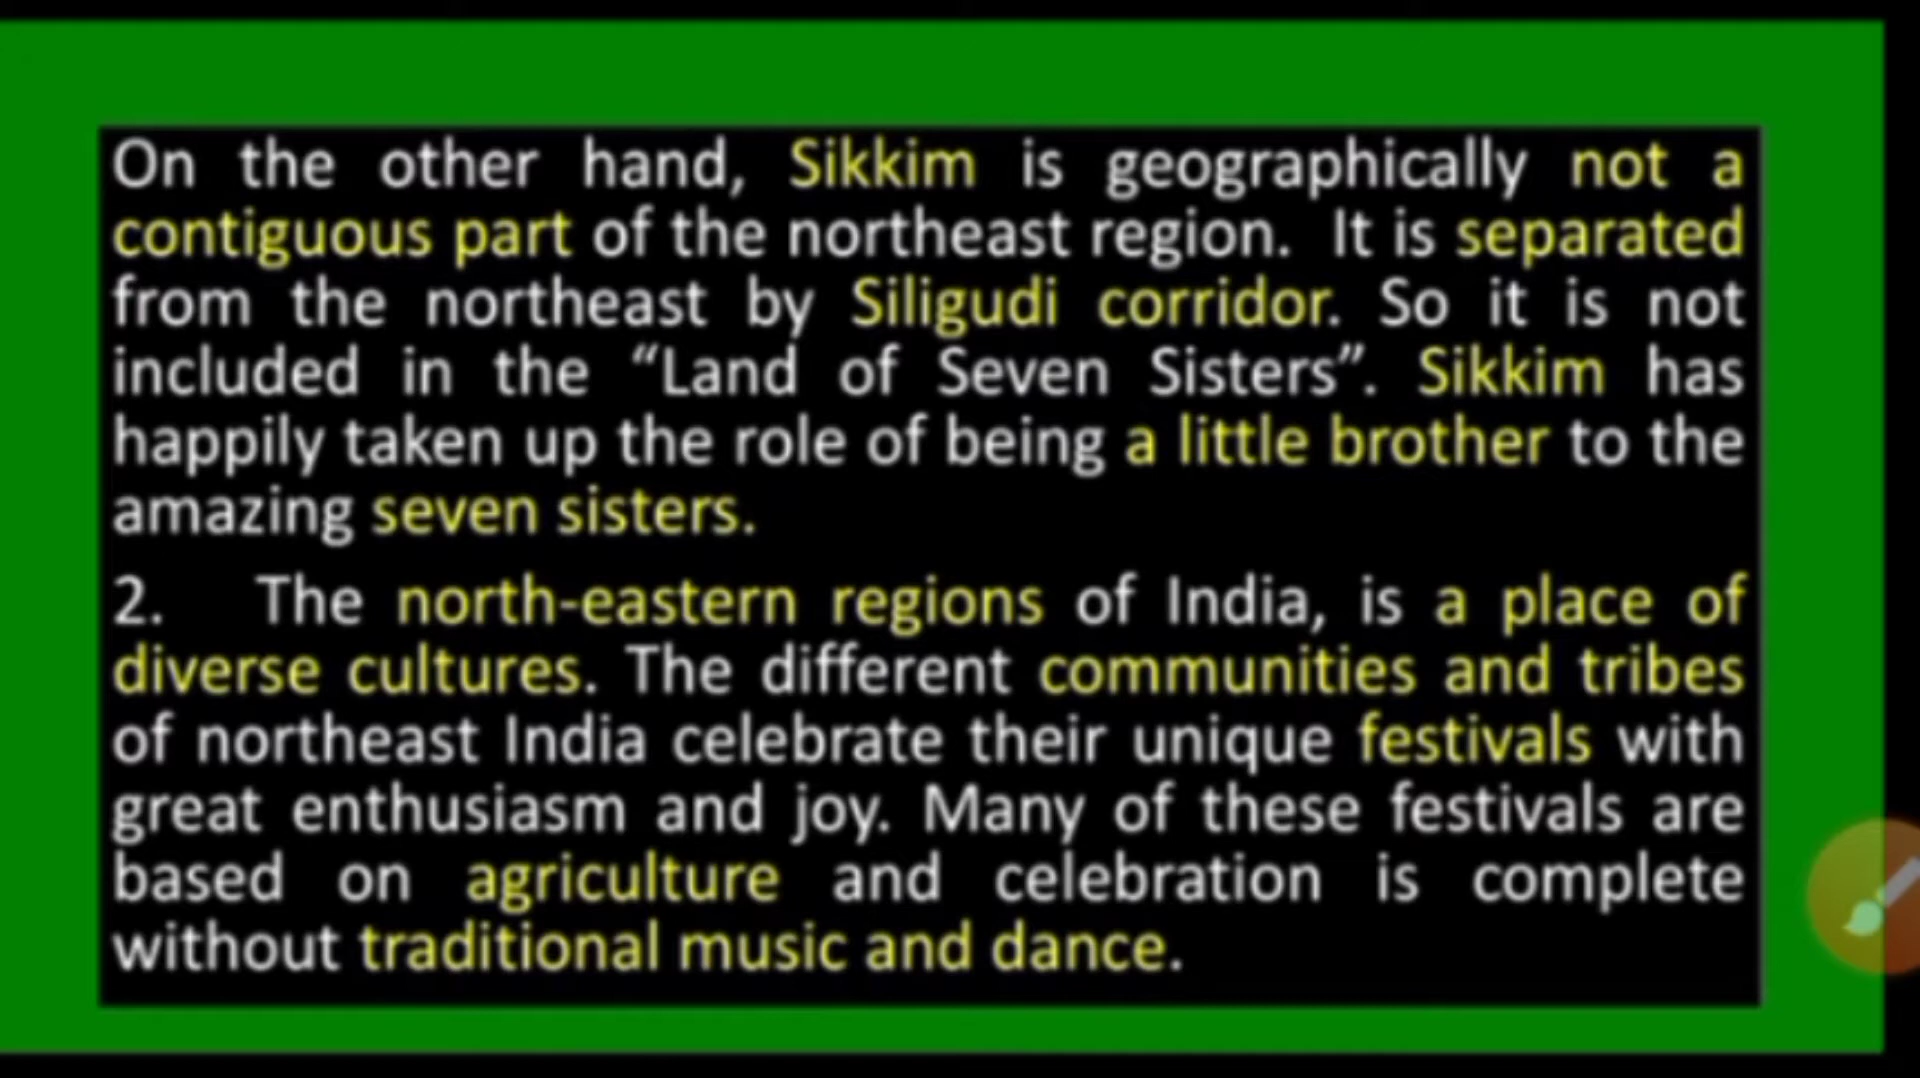 On the other hand, Sikkim is geographically not a
contiguous part of the northeast region. It is separated
from the northeast by Siligudi corridor. So it is not
included in the “Land of Seven Sisters”. Sikkim has
happily taken up the role of being a little brother to the
amazing seven sisters.
2. The north-eastern regions of India, is a place of
diverse cultures. The different communities and tribes
of northeast India celebrate their unique festivals with
great enthusiasm and joy. Many of these festivals are
based on agriculture and celebration is complete
without traditional music and dance.